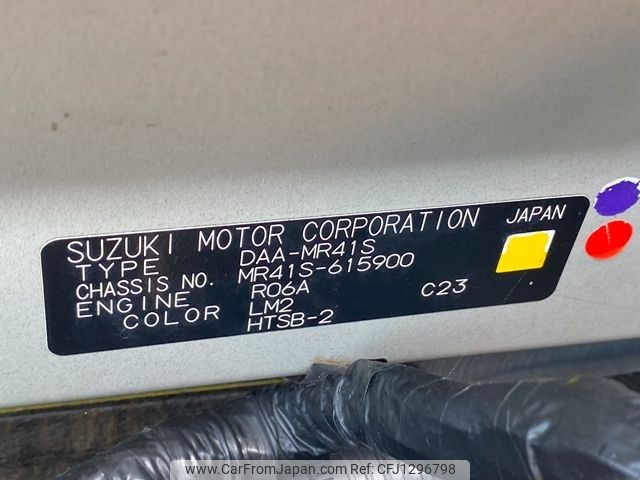 SUZUKI MOTOR CORPORATION JAPAN
TYPE DAA-MR41S
CHASSIS NO. MR41S-615900
ENGINE R06A C23
COLOR LM2
HTSB-2
www.CarFromJapan.com CFJ1296798